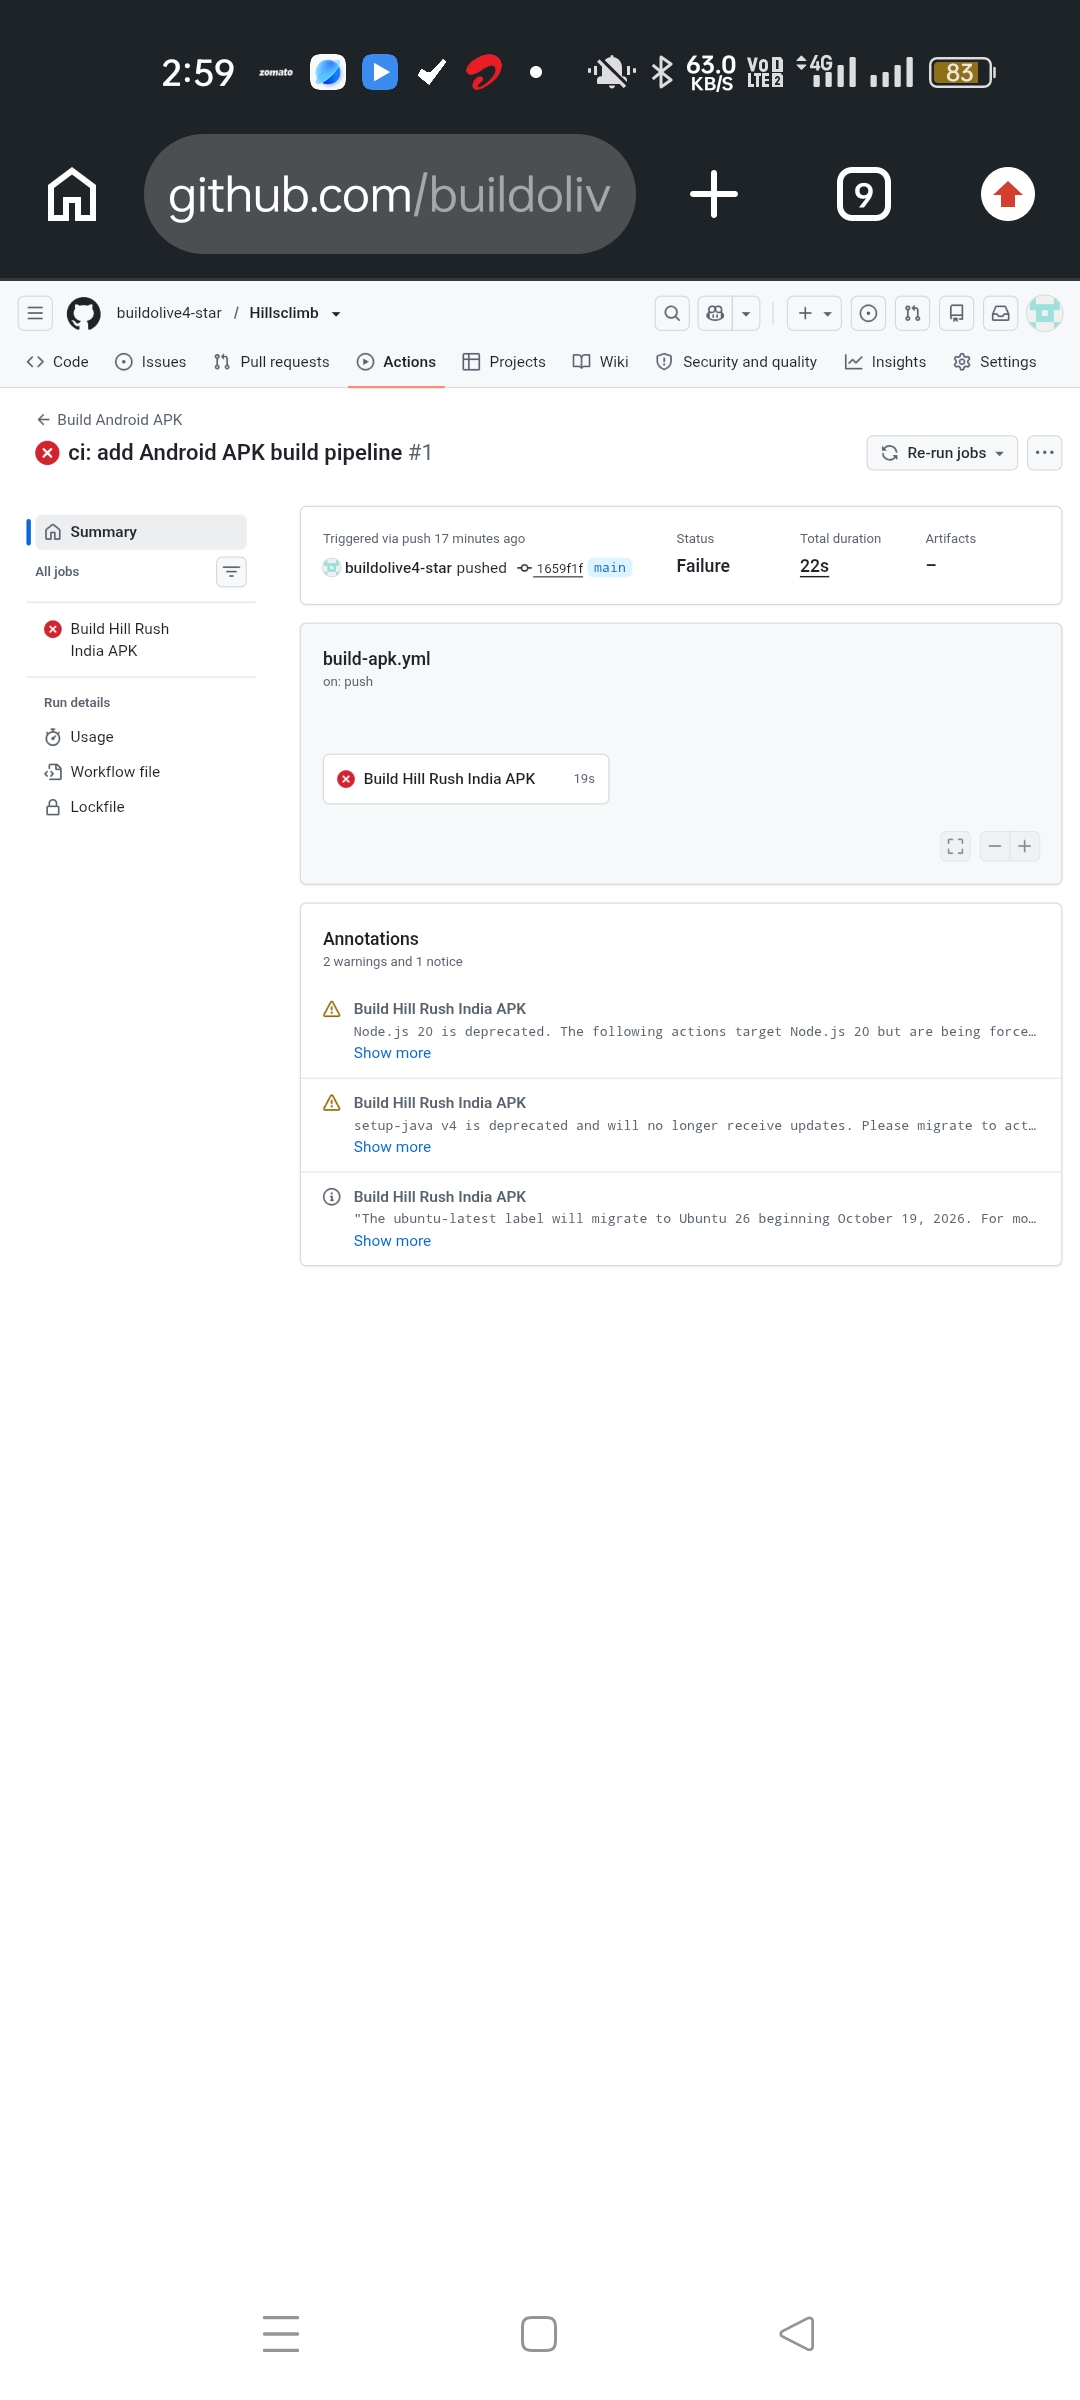 2:59 zomato 63.0 KB/S Vo 1 LTE 2 4G 83
github.com/buildoliv
9
buildolive4-star / Hillsclimb
Code Issues Pull requests Actions Projects Wiki Security and quality Insights Settings
Build Android APK
ci: add Android APK build pipeline #1
Re-run jobs
Summary
All jobs
Build Hill Rush
India APK
Run details
Usage
Workflow file
Lockfile
Triggered via push 17 minutes ago
buildolive4-star pushed 1659f1f main
Status
Failure
Total duration
22s
Artifacts
–
build-apk.yml
on: push
Build Hill Rush India APK 19s
Annotations
2 warnings and 1 notice
Build Hill Rush India APK
Node.js 20 is deprecated. The following actions target Node.js 20 but are being force…
Show more
Build Hill Rush India APK
setup-java v4 is deprecated and will no longer receive updates. Please migrate to act…
Show more
Build Hill Rush India APK
"The ubuntu-latest label will migrate to Ubuntu 26 beginning October 19, 2026. For mo…
Show more